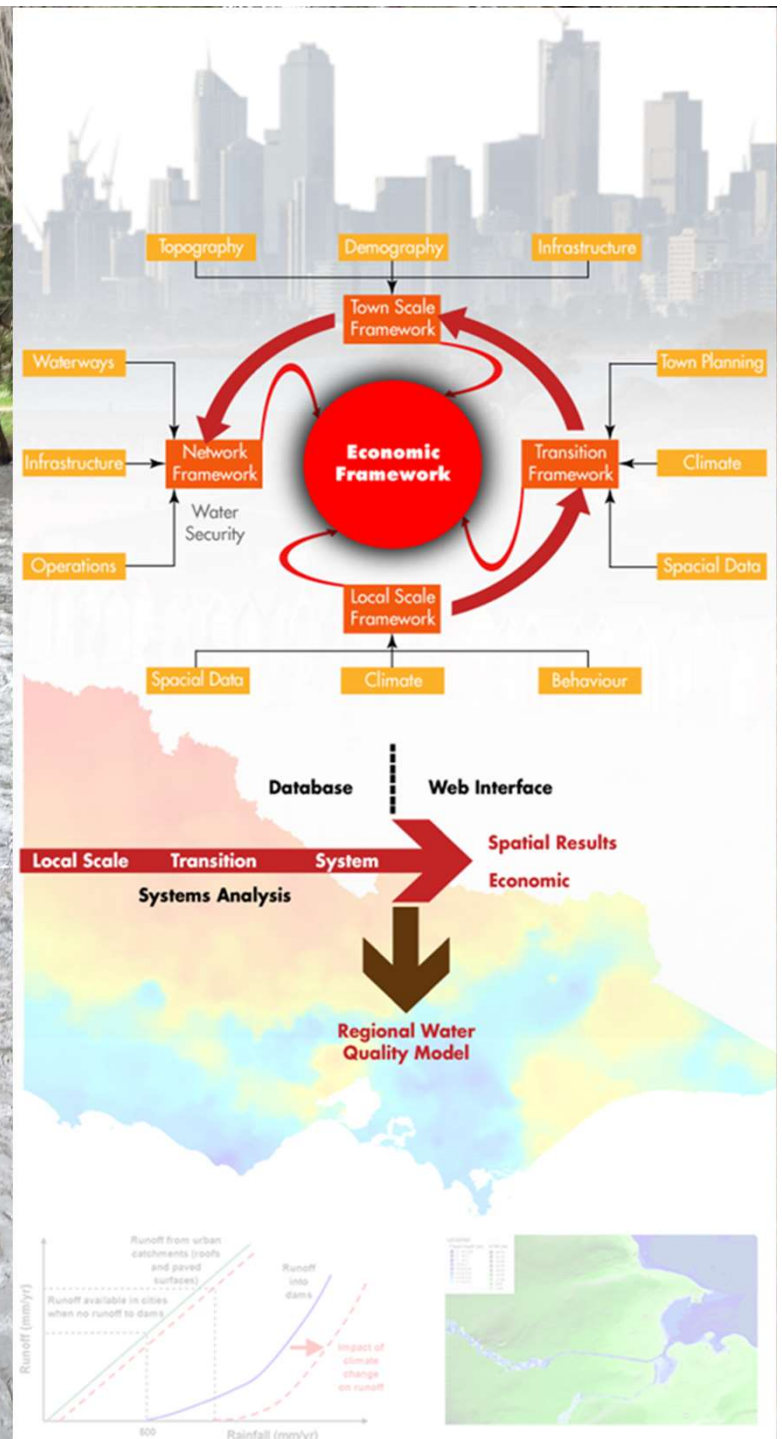 Topography
Demography
Infrastructure
Town Scale
Framework
Waterways
Town Planning
Infrastructure
Network
Framework
Economic
Framework
Transition
Framework
Climate
Water
Security
Operations
Spacial Data
Local Scale
Framework
Spacial Data
Climate
Behaviour
Database
Web Interface
Local Scale
Transition
System
Spatial Results
Economic
Systems Analysis
Regional Water
Quality Model
Runoff from urban
catchments (roofs
and paved
surfaces)
Runoff
into
dams
Runoff available in cities
when no runoff to dams
Impact of
climate
change
on runoff
Runoff (mm/yr)
500
Rainfall (mm/yr)